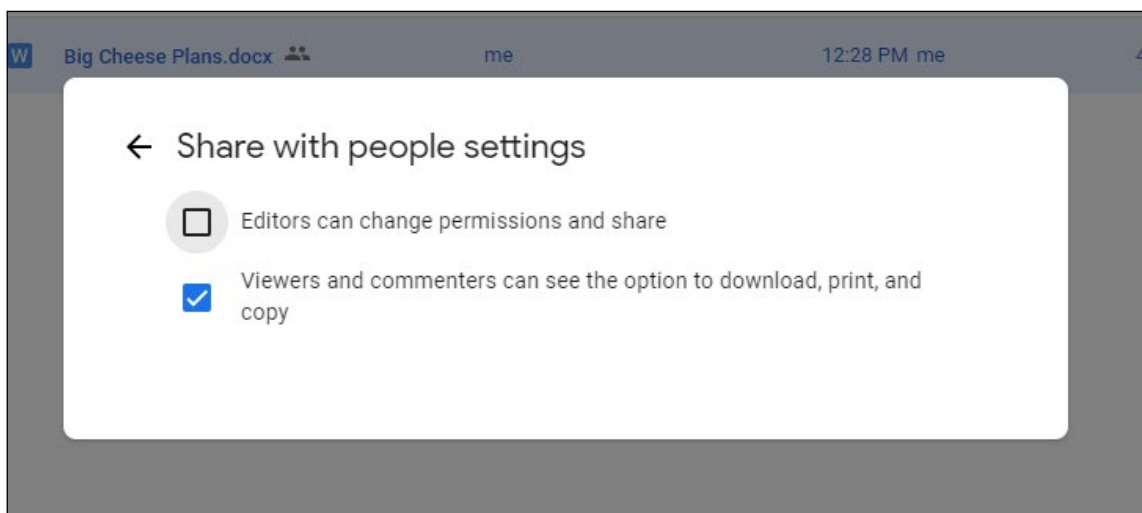 W Big Cheese Plans.docx me 12:28 PM me 4
Share with people settings
Editors can change permissions and share
Viewers and commenters can see the option to download, print, and
copy